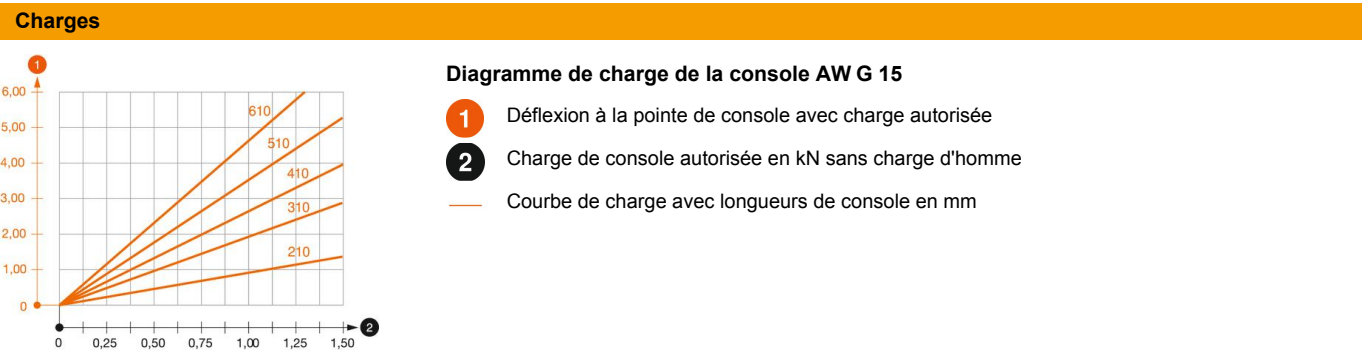 Charges
1
6,00
5,00
4,00
3,00
2,00
1,00
0
610
510
410
310
210
2
0 0,25 0,50 0,75 1,00 1,25 1,50
Diagramme de charge de la console AW G 15
1 Déflexion à la pointe de console avec charge autorisée
2 Charge de console autorisée en kN sans charge d'homme
Courbe de charge avec longueurs de console en mm